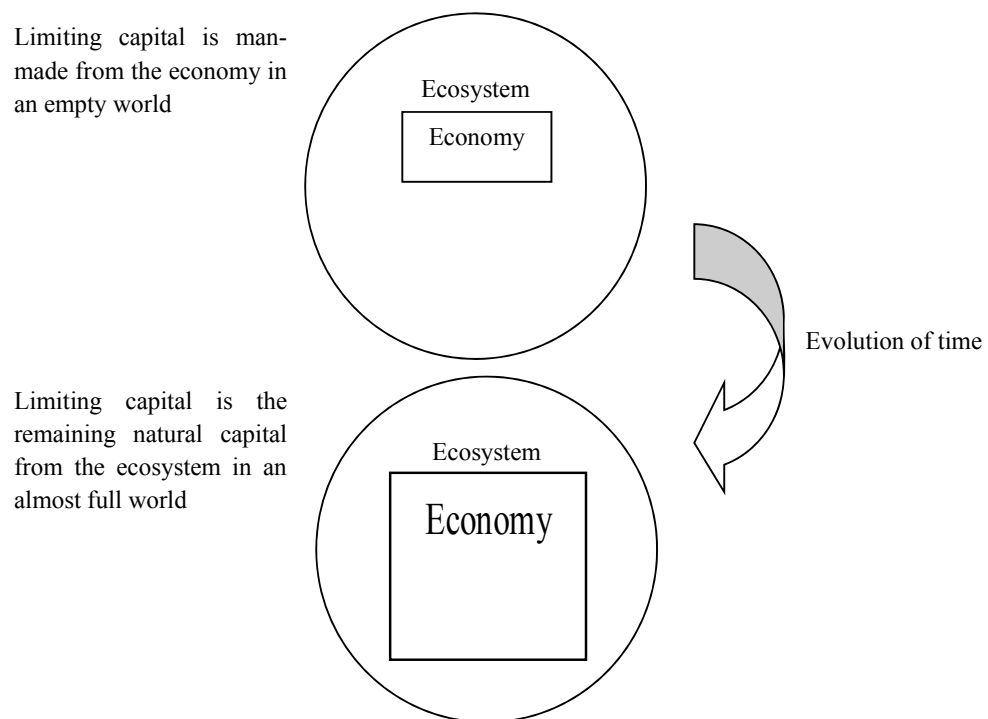 Limiting capital is man-
made from the economy in
an empty world
Ecosystem
Economy
Evolution of time
Limiting capital is the
remaining natural capital
from the ecosystem in an
almost full world
Ecosystem
Economy